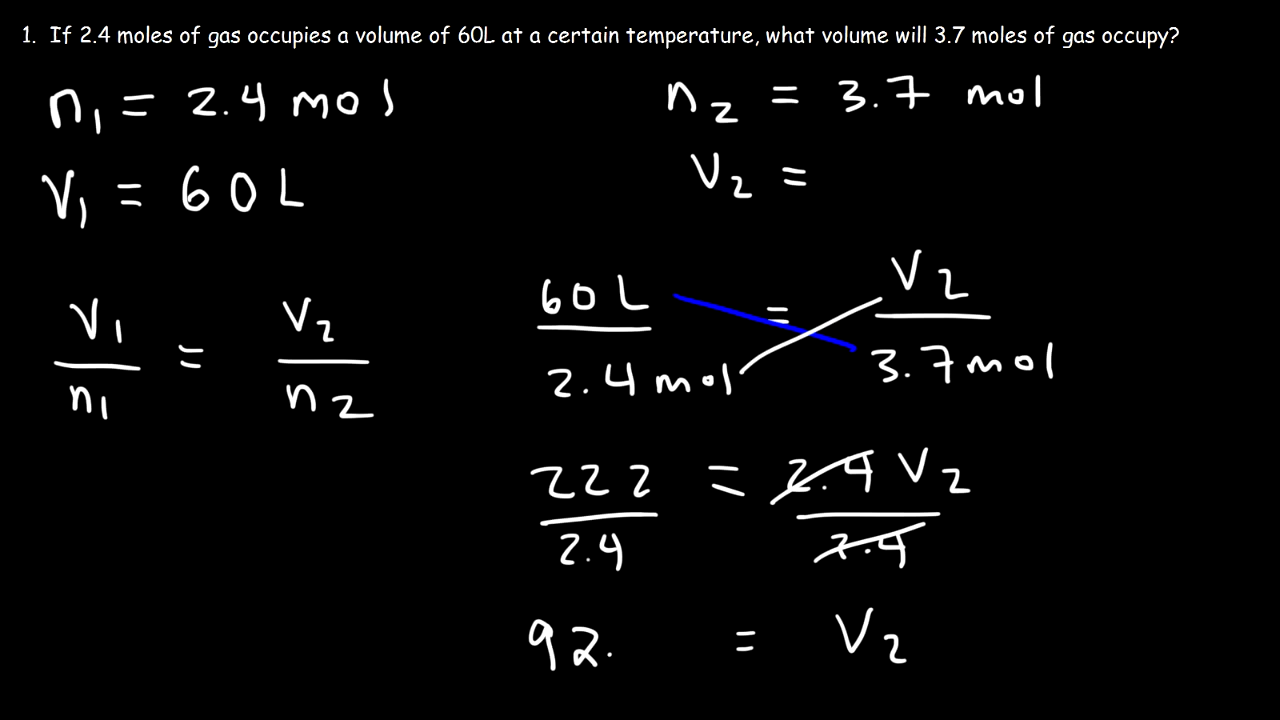 1. If 2.4 moles of gas occupies a volume of 60L at a certain temperature, what volume will 3.7 moles of gas occupy?
n₁ = 2.4 mol
n₂ = 3.7 mol
V₁ = 60L
V₂ =
V₁/n₁ = V₂/n₂
60L/2.4 mol = V₂/3.7 mol
222/2.4 = 2.4 V₂/2.4
92. = V₂